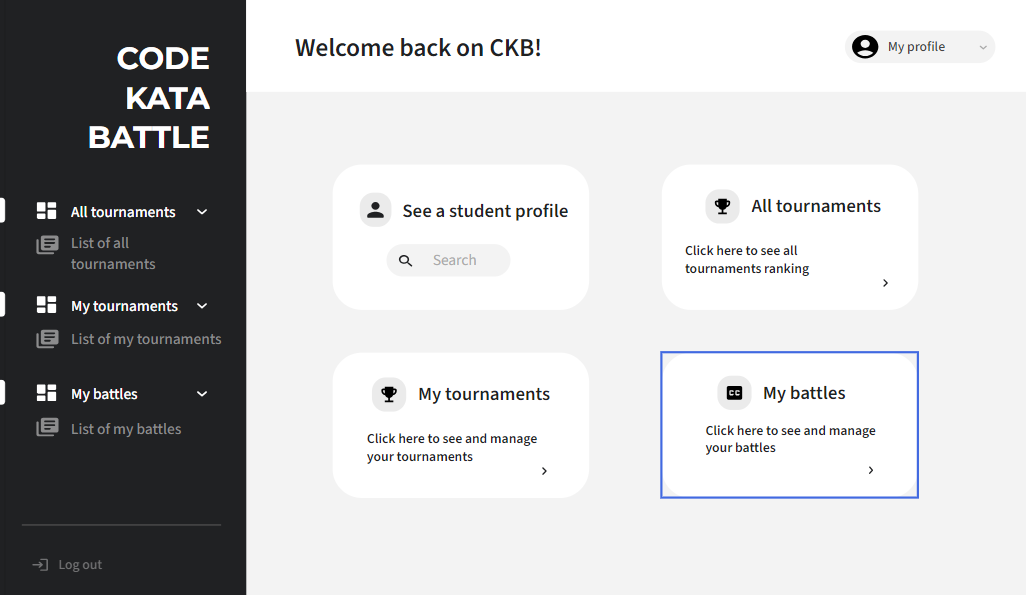 CODE
KATA
BATTLE
All tournaments
List of all
tournaments
My tournaments
List of my tournaments
My battles
List of my battles
Log out
Welcome back on CKB!
My profile
See a student profile
Search
All tournaments
Click here to see all
tournaments ranking
My tournaments
Click here to see and manage
your tournaments
CC
My battles
Click here to see and manage
your battles